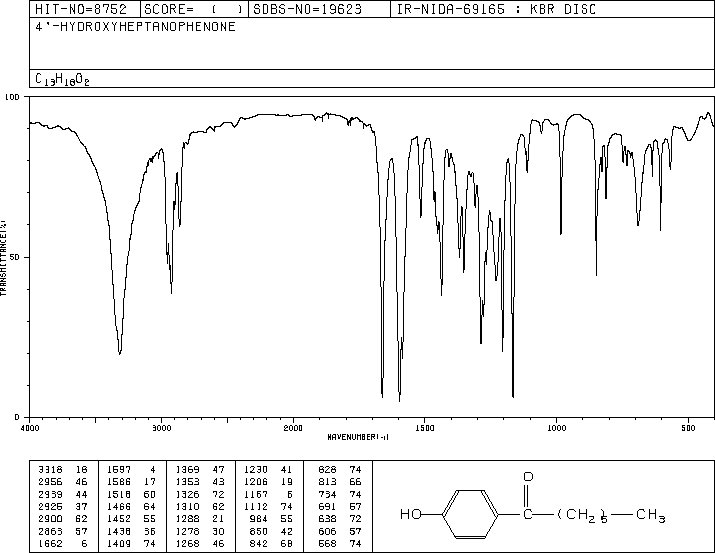 HIT-NO=8752 SCORE= ( ) SDBS-NO=19623 IR-NIDA-69165 : KBR DISC
4'-HYDROXYHEPTANOPHENONE
C13H18O2
100
50
0
TRANSMITTANCE(%)
4000 3000 2000 1500 1000 500
WAVENUMBER(-1)
3318 18 1597 4 1369 47 1230 41 828 74
2956 46 1586 17 1353 43 1206 19 813 66
2939 44 1518 60 1326 72 1167 6 754 74
2925 37 1466 64 1310 62 1112 74 691 57
2900 62 1452 55 1288 21 984 55 638 72
2863 57 1438 36 1278 30 850 42 606 57
1662 6 1409 74 1268 46 842 68 568 74
O
HO C (CH2)5 CH3